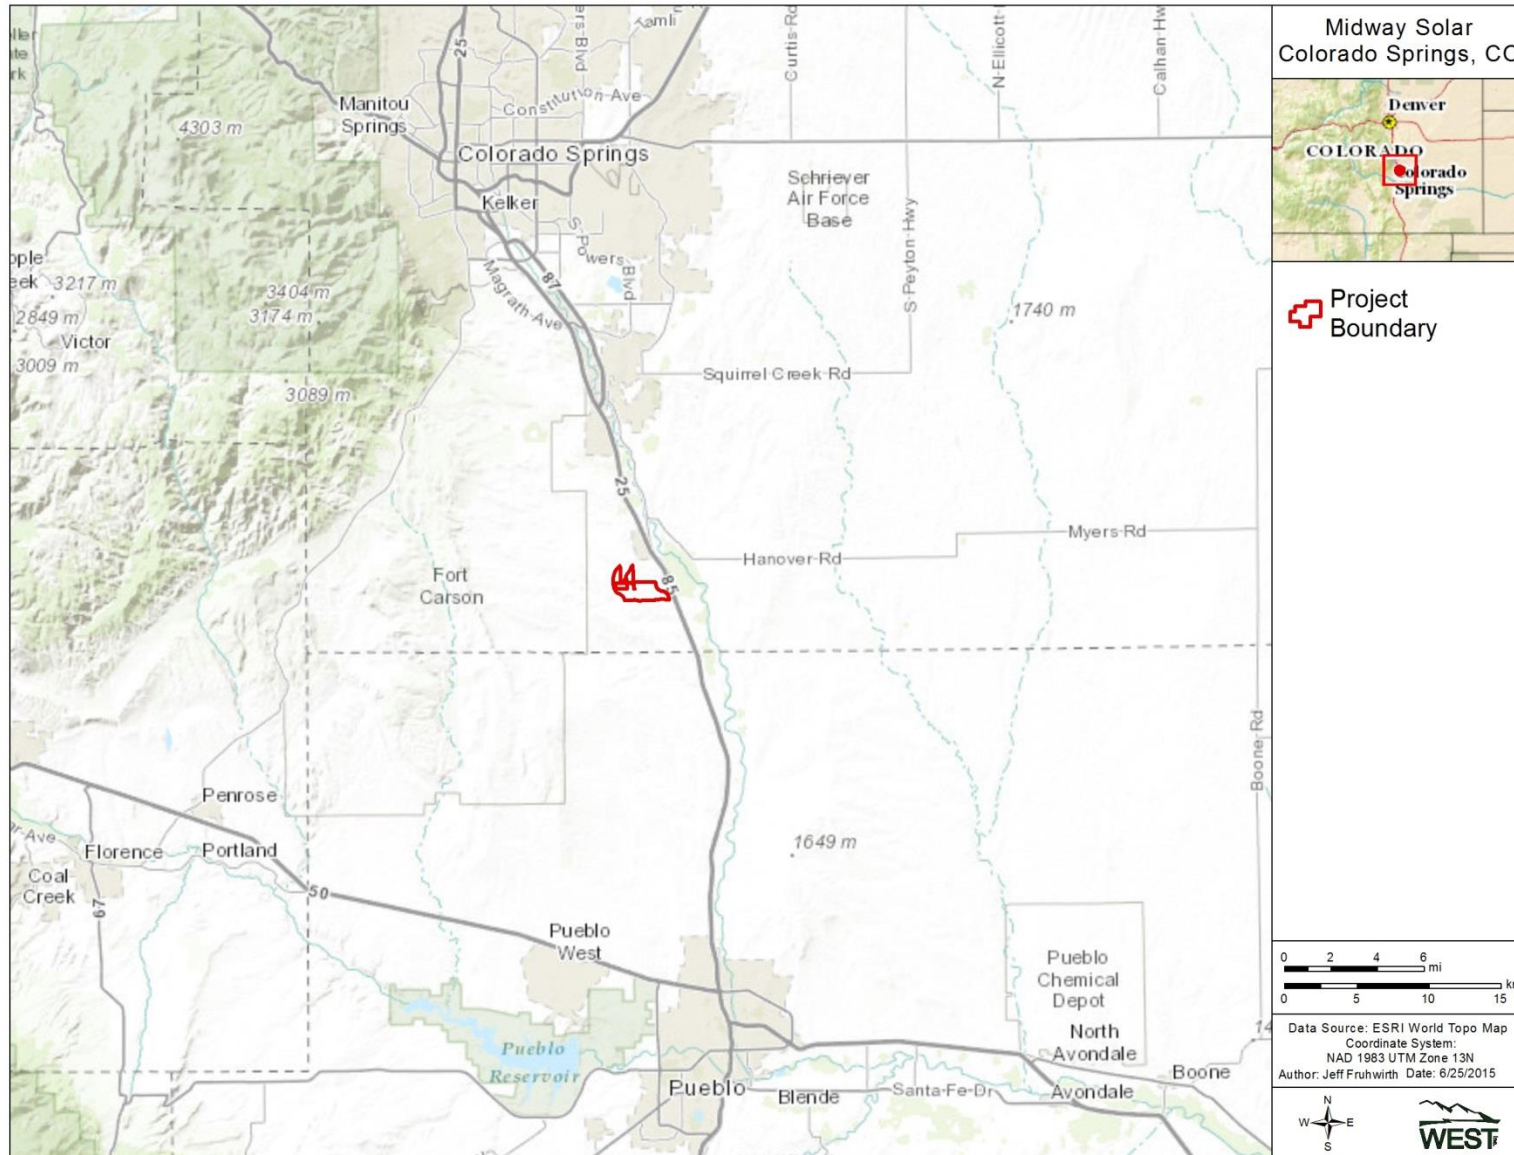 Midway Solar
Colorado Springs, CO
Denver
COLORADO
Colorado
Springs
Project
Boundary
0 2 4 6
mi
0 5 10 15
Data Source: ESRI World Topo Map
Coordinate System:
NAD 1983 UTM Zone 13N
Author: Jeff Fruhwirth Date: 6/25/2015
N
W E
S
WEST
25
Curtis Rd
N Ellicott
Calhan Hw
Manitou
Springs
Constitution Ave
4303 m
Colorado Springs
Schriever
Air Force
Base
Kelker
S Powers Blvd
S Peyton Hwy
87
Magrath Ave
3217 m
3404 m
3174 m
2849 m
Victor
3009 m
3089 m
1740 m
Squirrel Creek Rd
25
Myers Rd
Hanover Rd
Fort
Carson
85
Boone Rd
Penrose
Florence
Portland
Coal
Creek
67
50
1649 m
Pueblo
West
Pueblo
Chemical
Depot
North
Avondale
Pueblo
Reservoir
Pueblo
Blende
Santa Fe Dr
Avondale
Boone